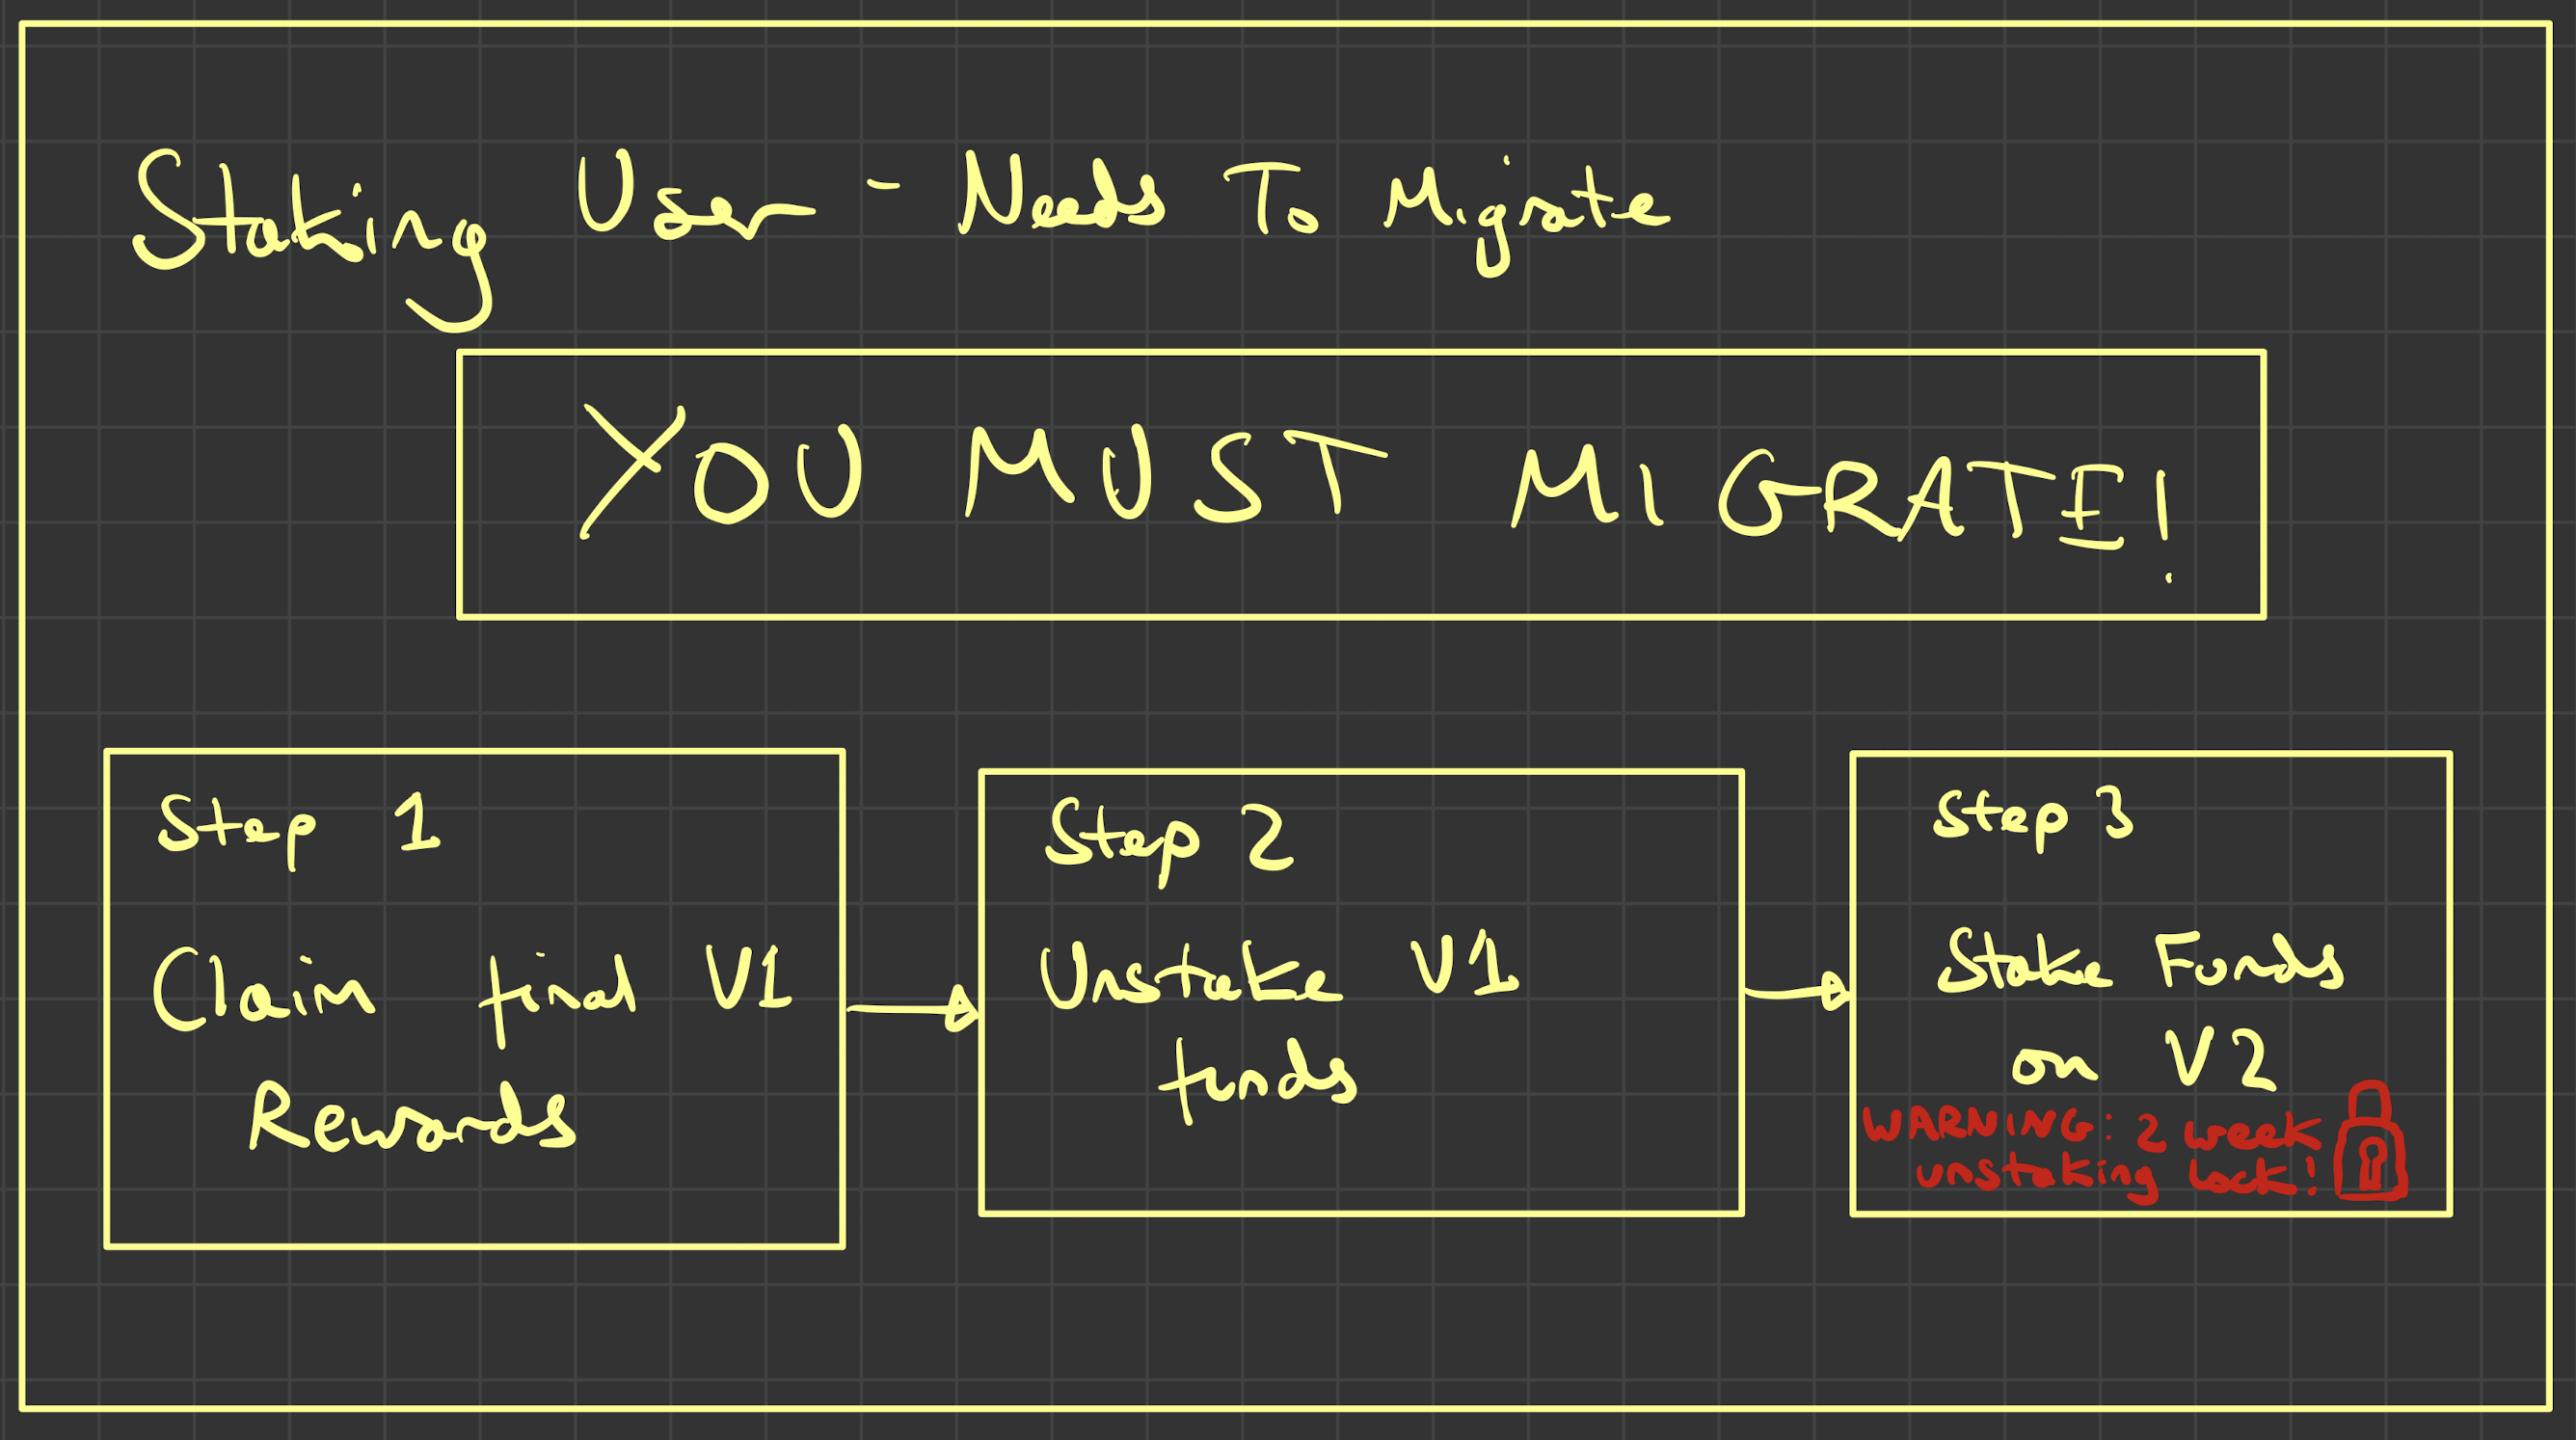 Staking User - Needs To Migrate
YOU MUST MIGRATE!
Step 1
Claim final V1
Rewards
Step 2
Unstake V1
funds
Step 3
Stake Funds
on V2
WARNING: 2 week
unstaking lock!